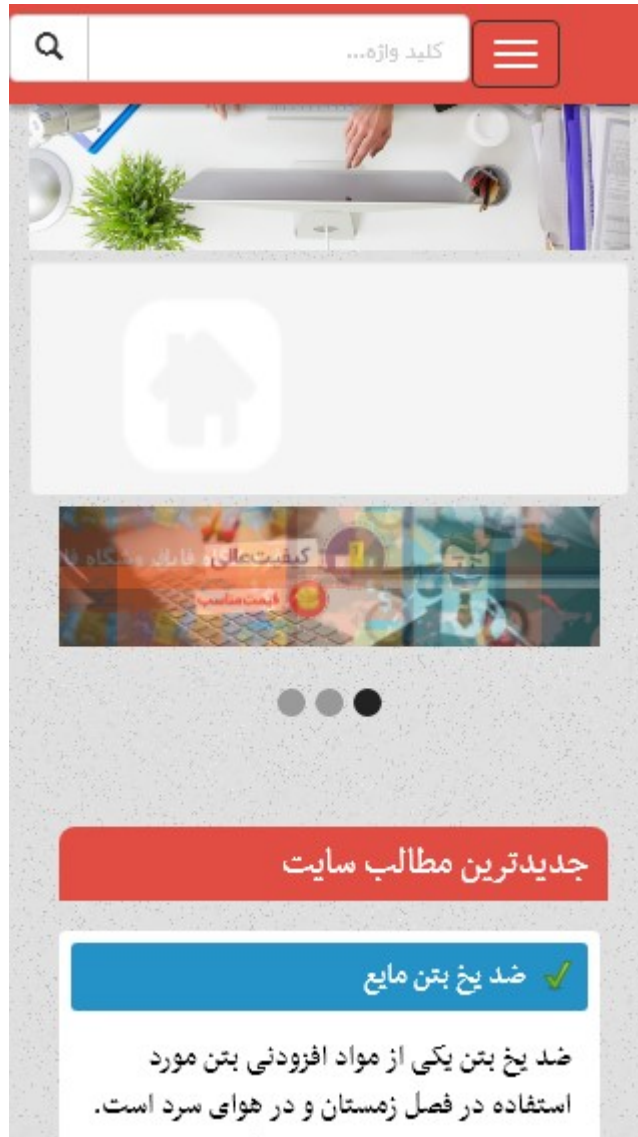 کلید واژه...
کیفیت عالی
قیمت مناسب
جدیدترین مطالب سایت
ضد یخ بتن مایع
ضد یخ بتن یکی از مواد افزودنی بتن مورد
استفاده در فصل زمستان و در هوای سرد است.